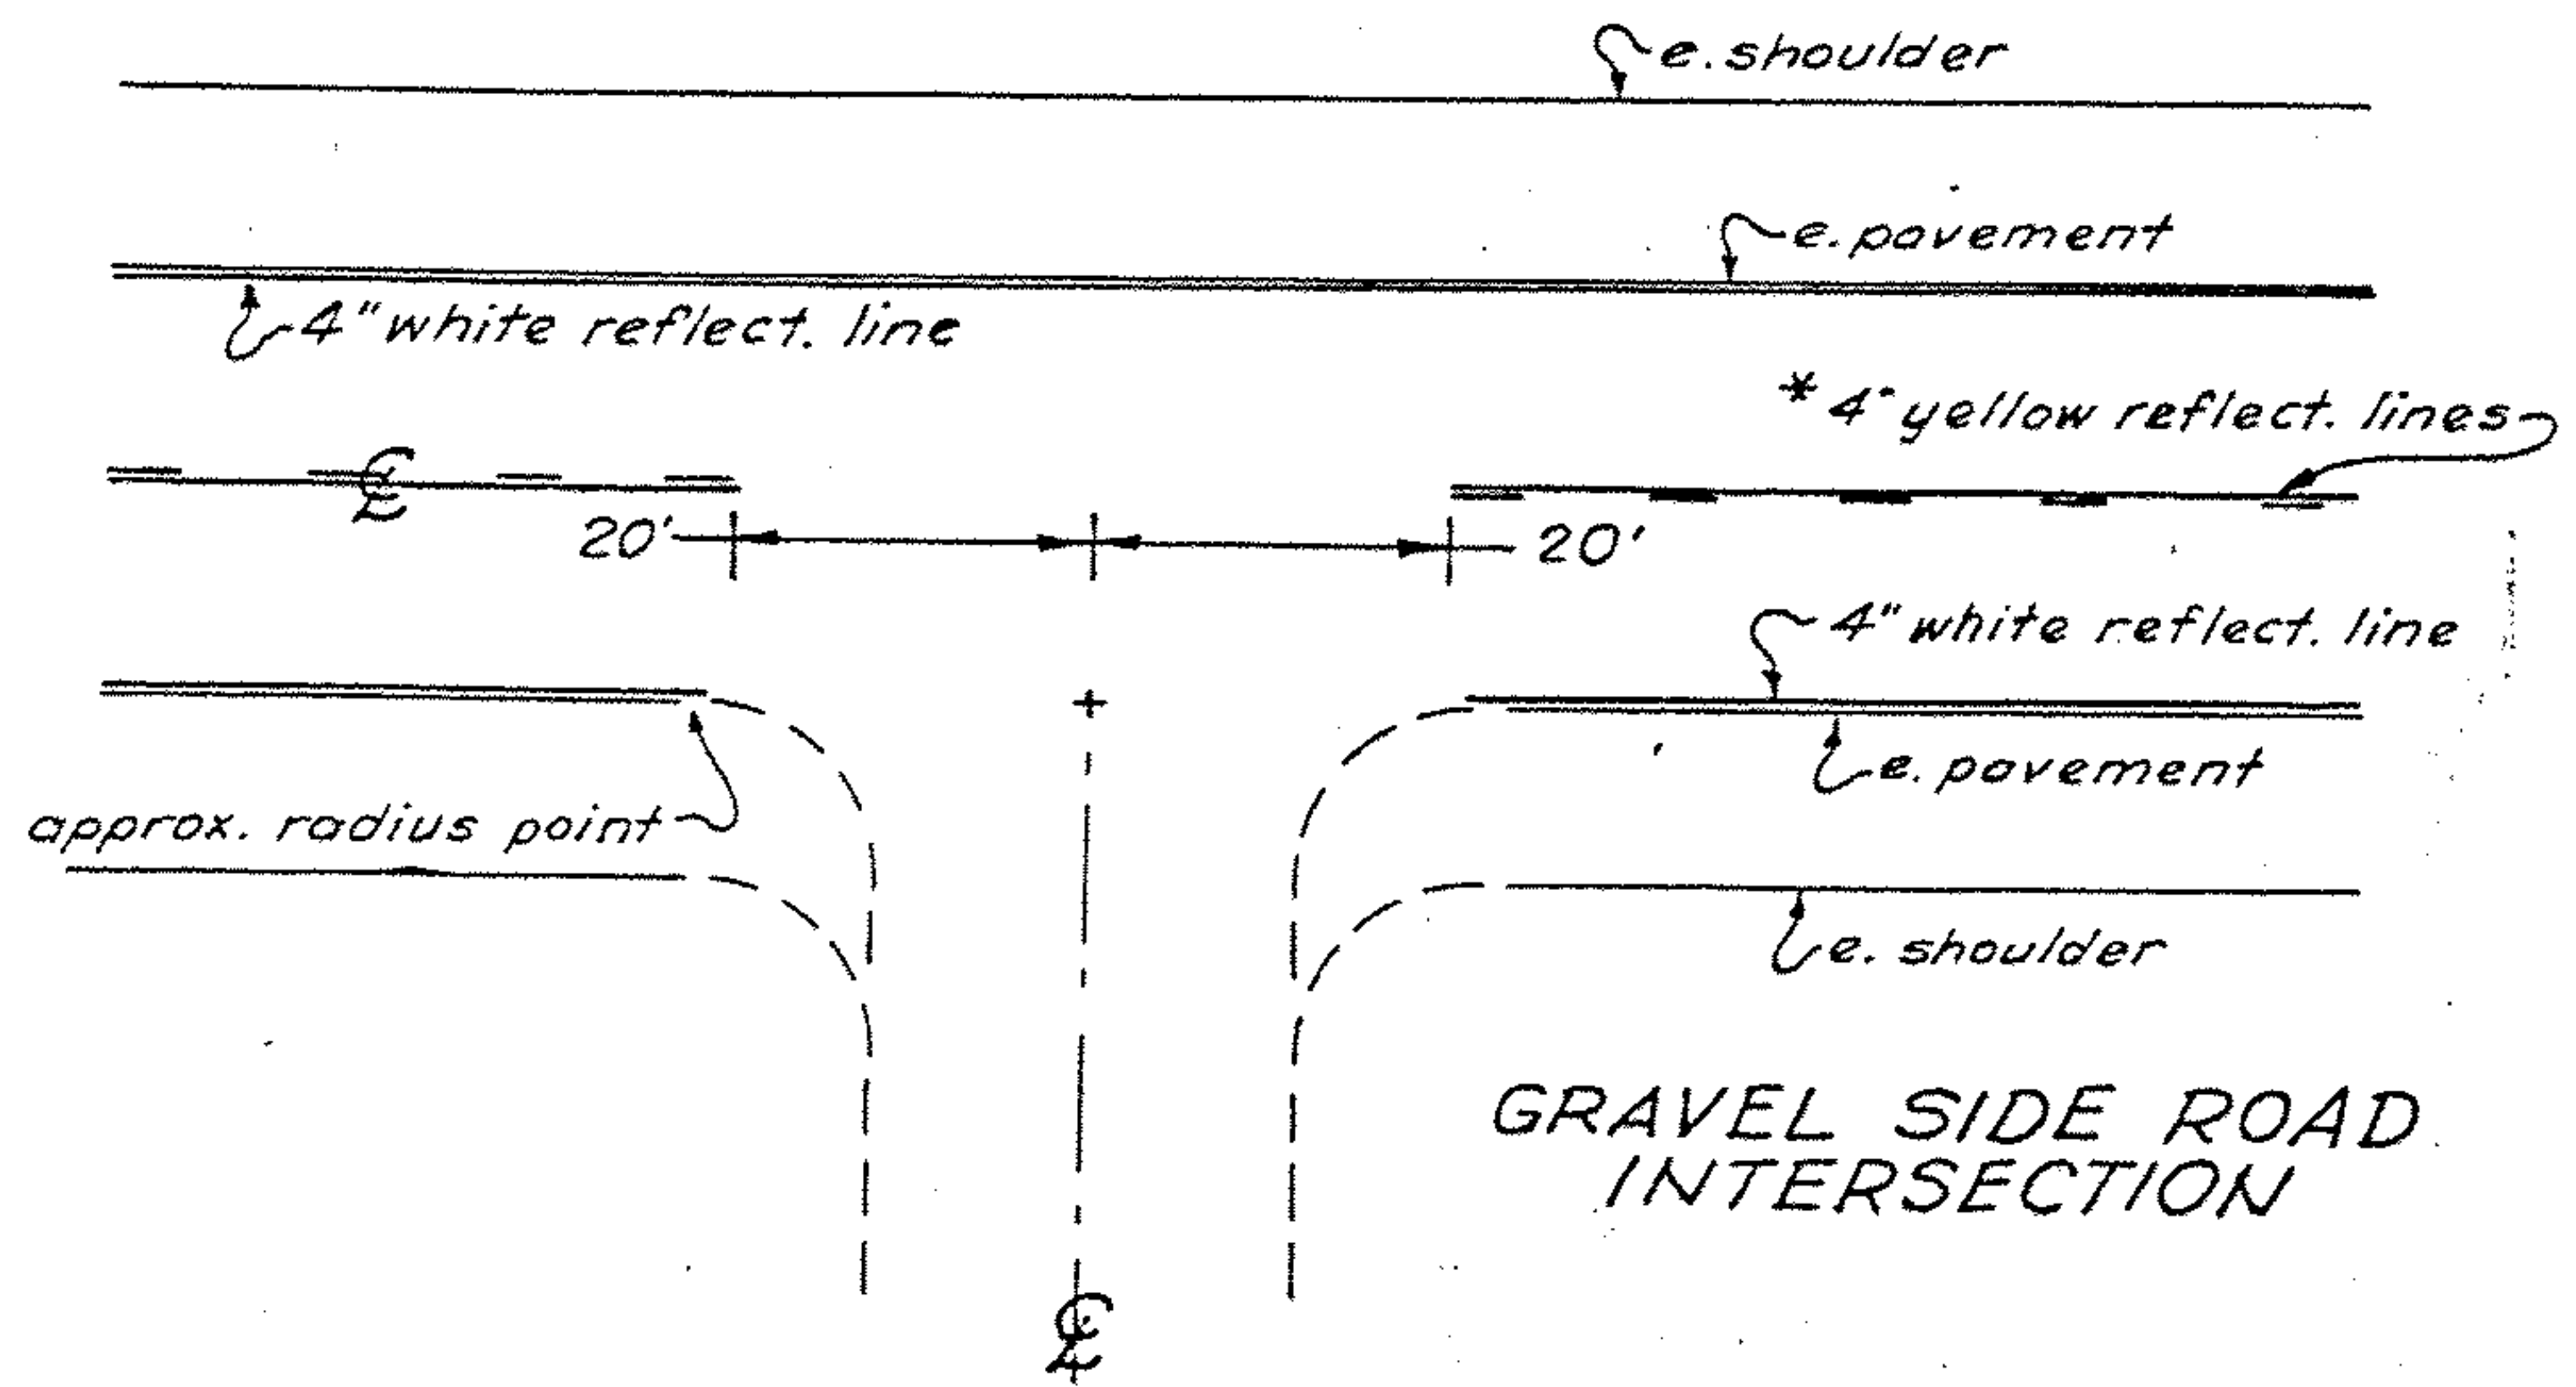 e. shoulder
e. pavement
4" white reflect. line
* 4" yellow reflect. lines
℄
20'
20'
4" white reflect. line
e. pavement
approx. radius point
e. shoulder
GRAVEL SIDE ROAD
INTERSECTION
℄